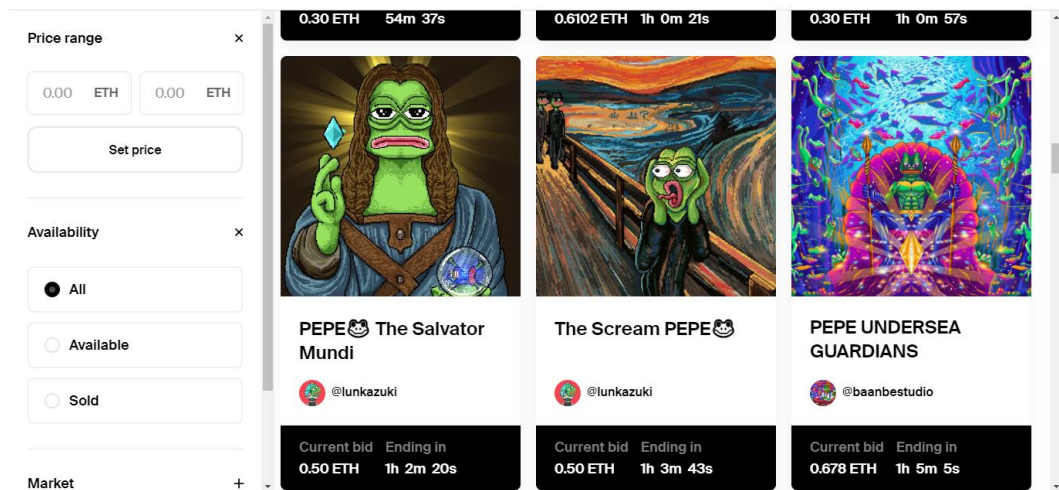 Price range ×
0.00 ETH 0.00 ETH
Set price
Availability ×
All
Available
Sold
Market +
0.30 ETH 54m 37s
0.6102 ETH 1h 0m 21s
0.30 ETH 1h 0m 57s
PEPE🐸 The Salvator
Mundi
@lunkazuki
Current bid Ending in
0.50 ETH 1h 2m 20s
The Scream PEPE🐸
@lunkazuki
Current bid Ending in
0.50 ETH 1h 3m 43s
PEPE UNDERSEA
GUARDIANS
@baanbestudio
Current bid Ending in
0.678 ETH 1h 5m 5s